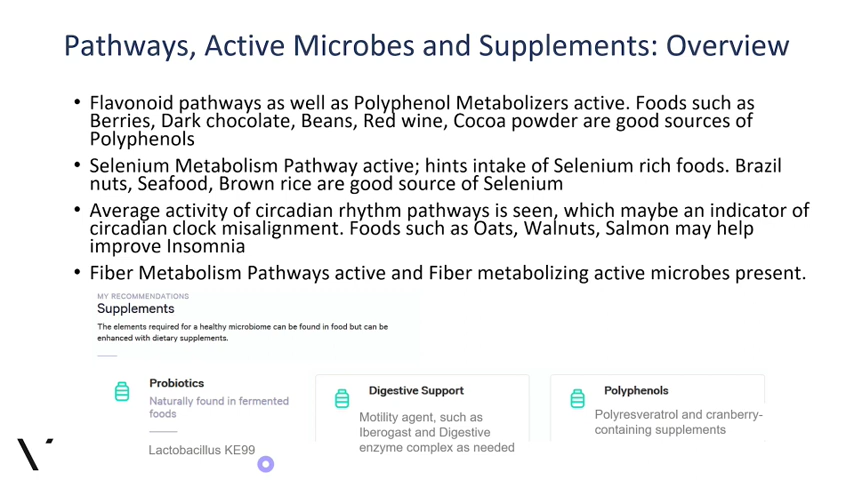 Pathways, Active Microbes and Supplements: Overview
• Flavonoid pathways as well as Polyphenol Metabolizers active. Foods such as
Berries, Dark chocolate, Beans, Red wine, Cocoa powder are good sources of
Polyphenols
• Selenium Metabolism Pathway active; hints intake of Selenium rich foods. Brazil
nuts, Seafood, Brown rice are good source of Selenium
• Average activity of circadian rhythm pathways is seen, which maybe an indicator of
circadian clock misalignment. Foods such as Oats, Walnuts, Salmon may help
improve Insomnia
• Fiber Metabolism Pathways active and Fiber metabolizing active microbes present.
MY RECOMMENDATIONS
Supplements
The elements required for a healthy microbiome can be found in food but can be
enhanced with dietary supplements.
Probiotics
Naturally found in fermented
foods
Lactobacillus KE99
Digestive Support
Motility agent, such as
Iberogast and Digestive
enzyme complex as needed
Polyphenols
Polyresveratrol and cranberry-
containing supplements